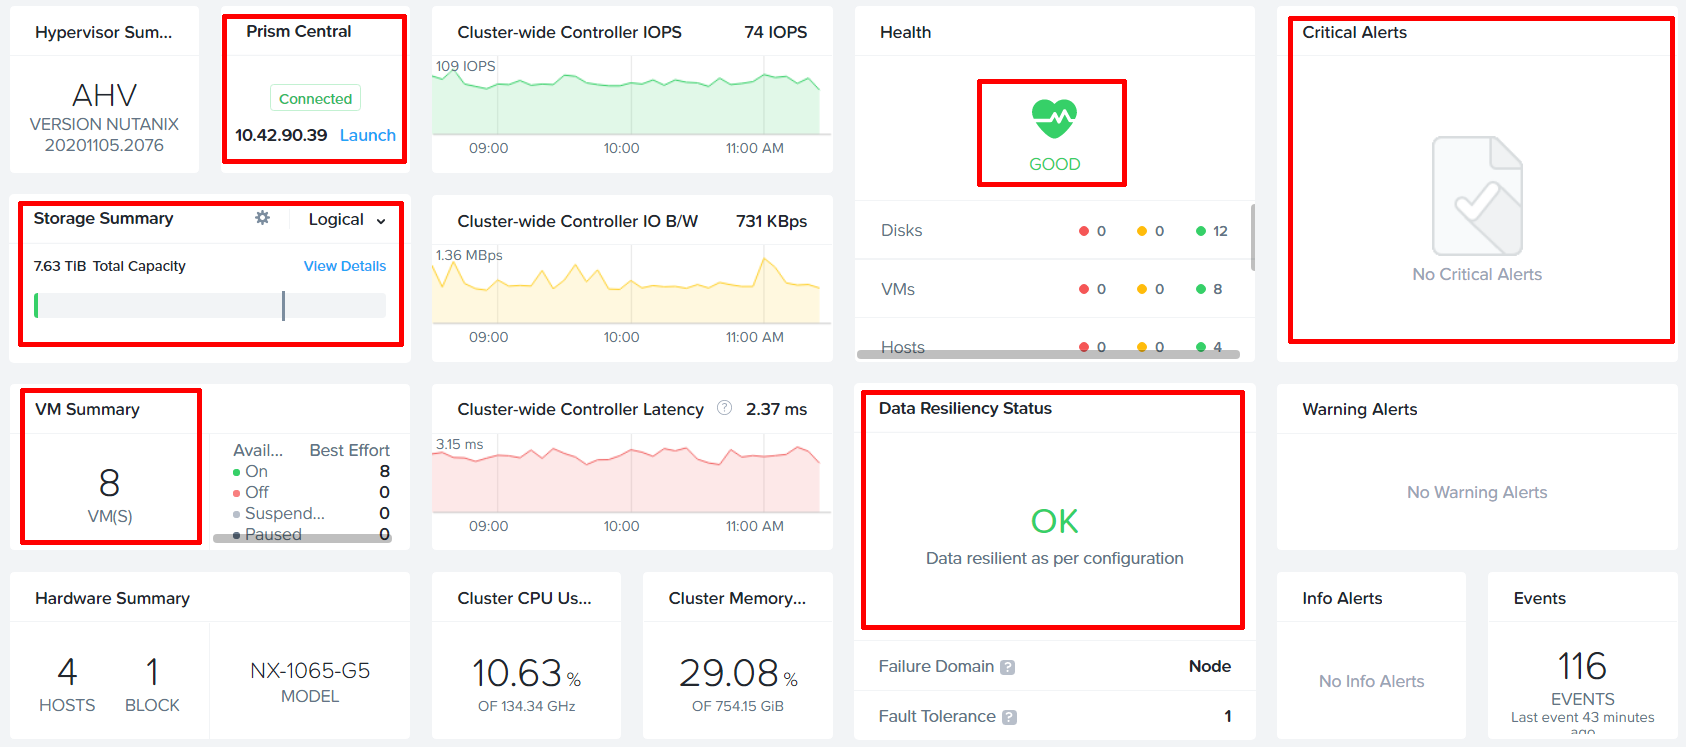 Hypervisor Sum...
AHV
VERSION NUTANIX
20201105.2076
Prism Central
Connected
10.42.90.39 Launch
Cluster-wide Controller IOPS 74 IOPS
109 IOPS
09:00 10:00 11:00 AM
Health
GOOD
Disks 0 0 12
VMs 0 0 8
Hosts 0 0 4
Critical Alerts
No Critical Alerts
Storage Summary Logical
7.63 TiB Total Capacity View Details
Cluster-wide Controller IO B/W 731 KBps
1.36 MBps
09:00 10:00 11:00 AM
VM Summary
8
VM(S)
Avail... Best Effort
On 8
Off 0
Suspend... 0
Paused 0
Cluster-wide Controller Latency ? 2.37 ms
3.15 ms
09:00 10:00 11:00 AM
Data Resiliency Status
OK
Data resilient as per configuration
Failure Domain ? Node
Fault Tolerance ? 1
Warning Alerts
No Warning Alerts
Hardware Summary
4 1
HOSTS BLOCK
NX-1065-G5
MODEL
Cluster CPU Us...
10.63 %
OF 134.34 GHz
Cluster Memory...
29.08 %
OF 754.15 GiB
Info Alerts
No Info Alerts
Events
116
EVENTS
Last event 43 minutes
ago